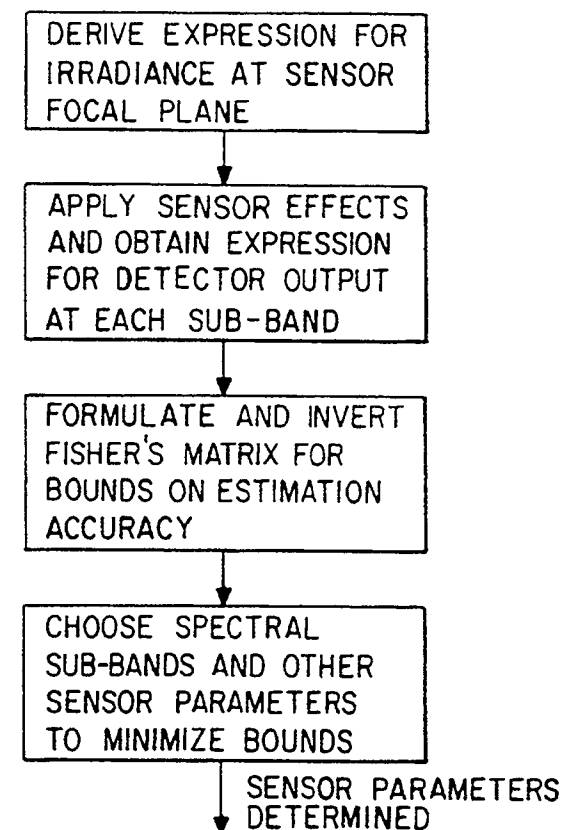 DERIVE EXPRESSION FOR
IRRADIANCE AT SENSOR
FOCAL PLANE
APPLY SENSOR EFFECTS
AND OBTAIN EXPRESSION
FOR DETECTOR OUTPUT
AT EACH SUB-BAND
FORMULATE AND INVERT
FISHER'S MATRIX FOR
BOUNDS ON ESTIMATION
ACCURACY
CHOOSE SPECTRAL
SUB-BANDS AND OTHER
SENSOR PARAMETERS
TO MINIMIZE BOUNDS
SENSOR PARAMETERS
DETERMINED